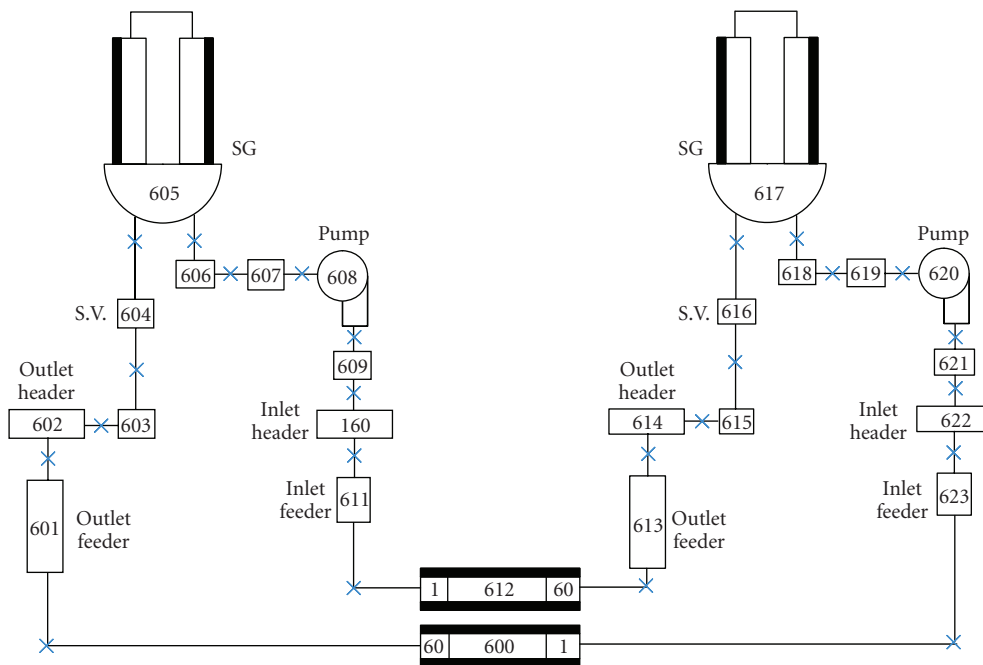 SG
605
Pump
606
607
608
S.V.
604
609
Outlet
header
602
603
Inlet
header
160
601
Outlet
feeder
Inlet
feeder
611
SG
617
Pump
618
619
620
S.V.
616
621
Outlet
header
614
615
Inlet
header
622
613
Outlet
feeder
Inlet
feeder
623
1
612
60
60
600
1